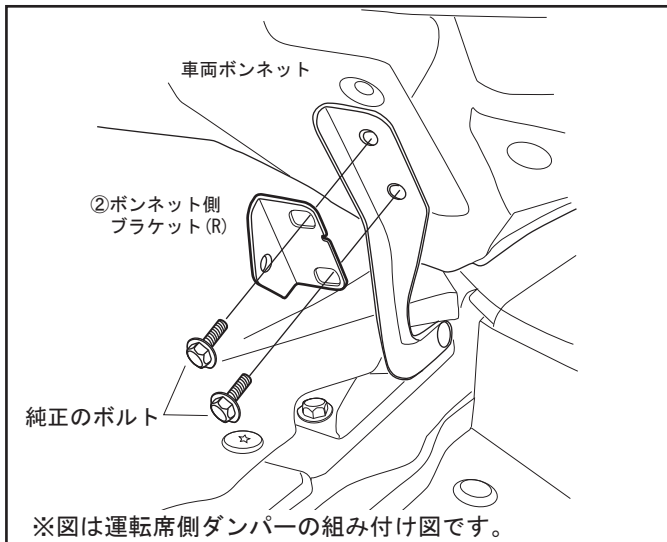 車両ボンネット
②ボンネット側
ブラケット(R)
純正のボルト
※図は運転席側ダンパーの組み付け図です。